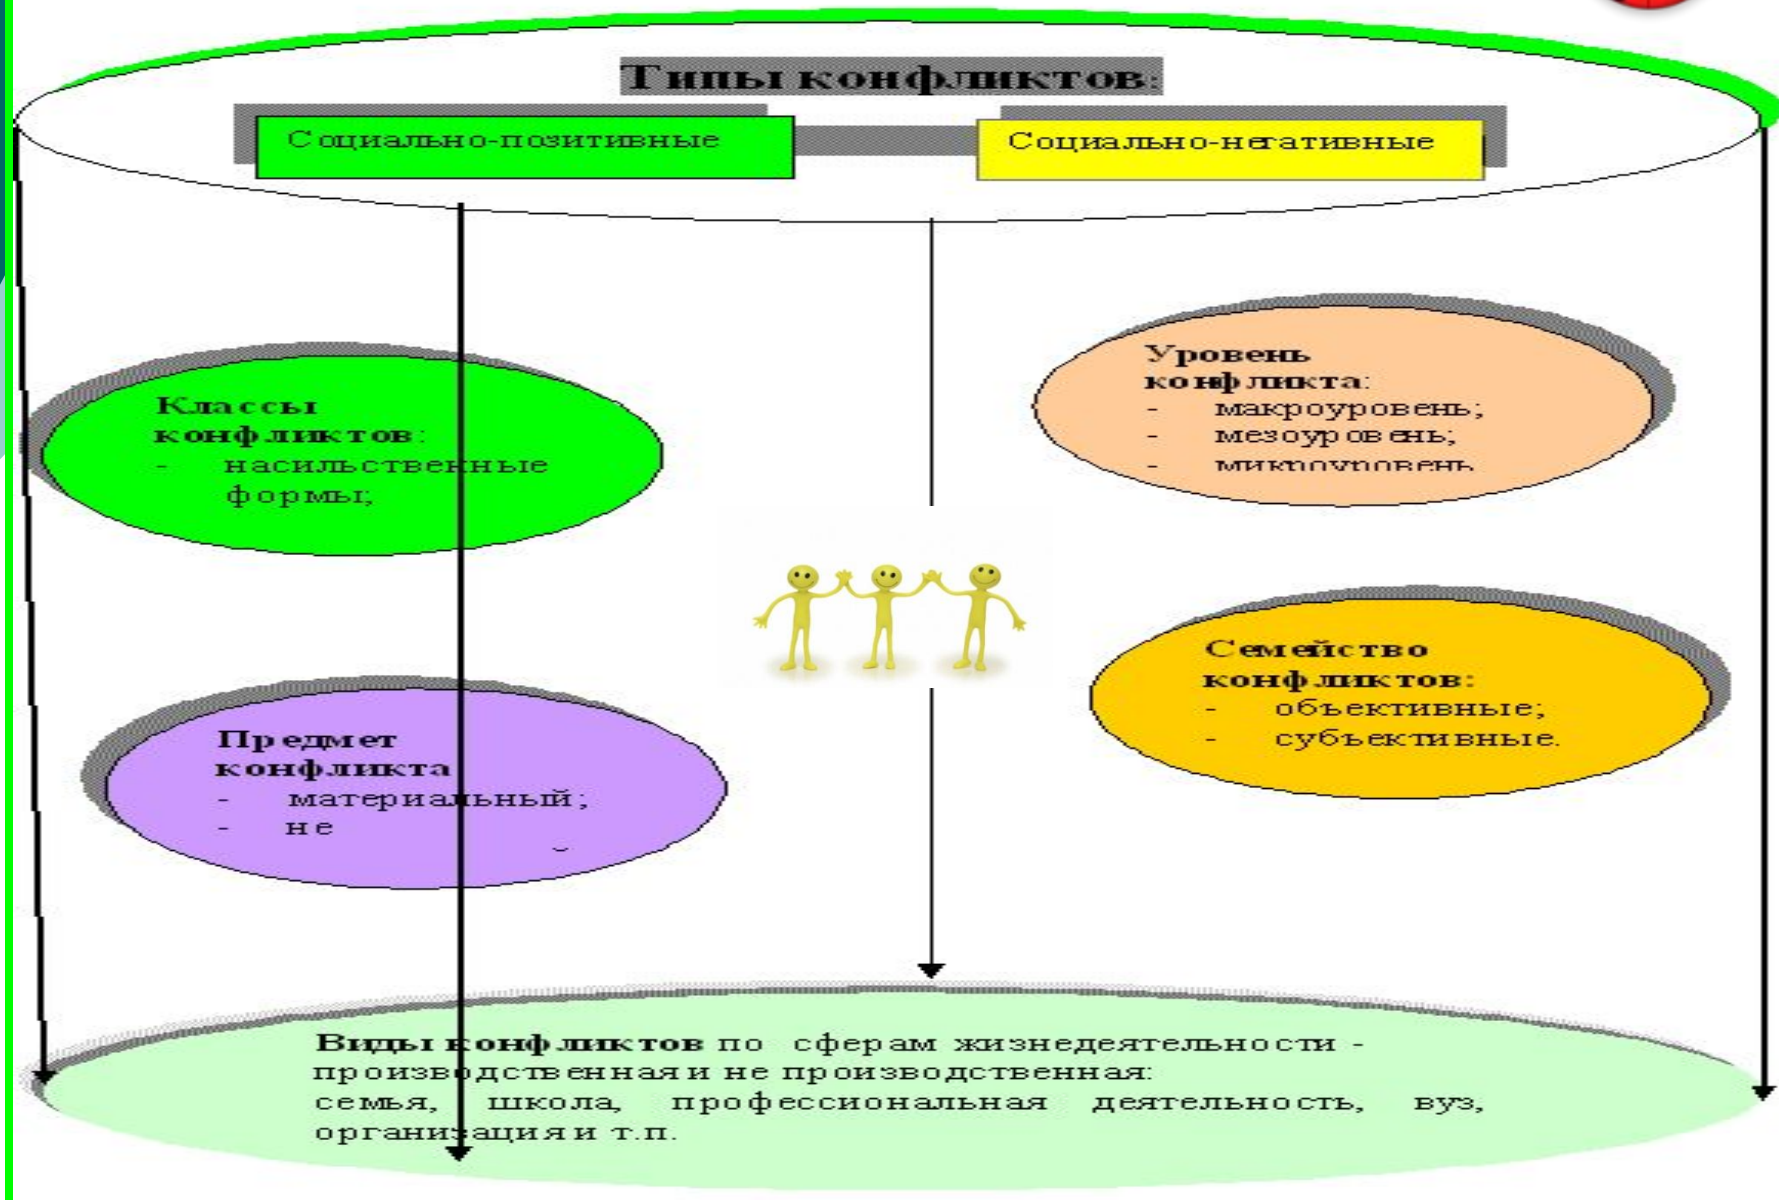 Типы конфликтов:
Социально-позитивные
Социально-негативные
Классы
конфликтов:
- насильственные
формы;
Уровень
конфликта:
- макроуровень;
- мезоуровень;
- микроуровень
Предмет
конфликта
- материальный;
- не
Семейство
конфликтов:
- объективные;
- субъективные.
Виды конфликтов по сферам жизнедеятельности -
производственная и не производственная:
семья, школа, профессиональная деятельность, вуз,
организация и т.п.